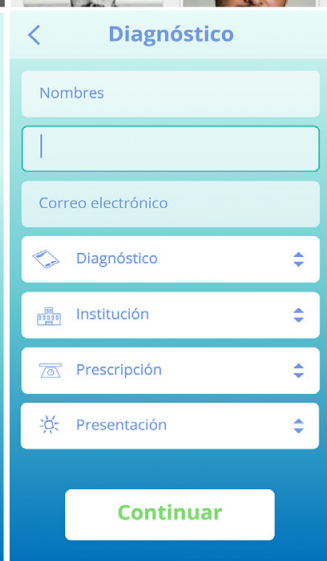 Diagnóstico
Nombres
Correo electrónico
Diagnóstico
Institución
Prescripción
Presentación
Continuar